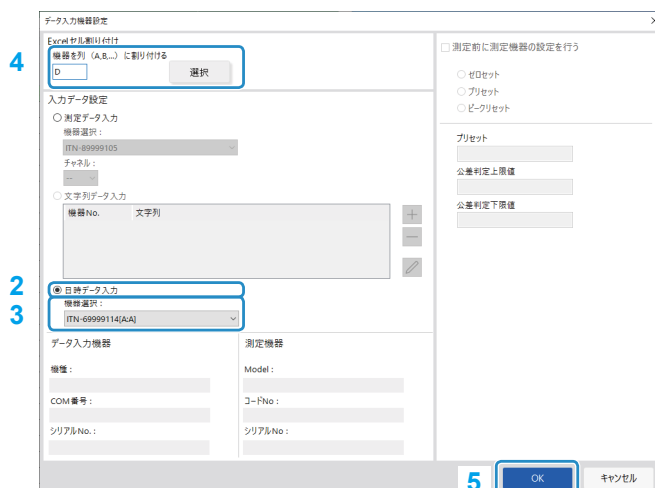 データ入力機器設定
Excelセル割り付け
4
機器を列（A,B,...）に割り付ける
D
選択
入力データ設定
測定データ入力
機器選択：
ITN-89999105
チャネル：
--
文字列データ入力
機器No. 文字列
2
日時データ入力
3
機器選択：
ITN-69999114[A:A]
データ入力機器
機種：
COM番号：
シリアルNo.：
測定機器
Model：
コードNo：
シリアルNo：
測定前に測定機器の設定を行う
ゼロセット
プリセット
ピークリセット
プリセット
公差判定上限値
公差判定下限値
5
OK
キャンセル